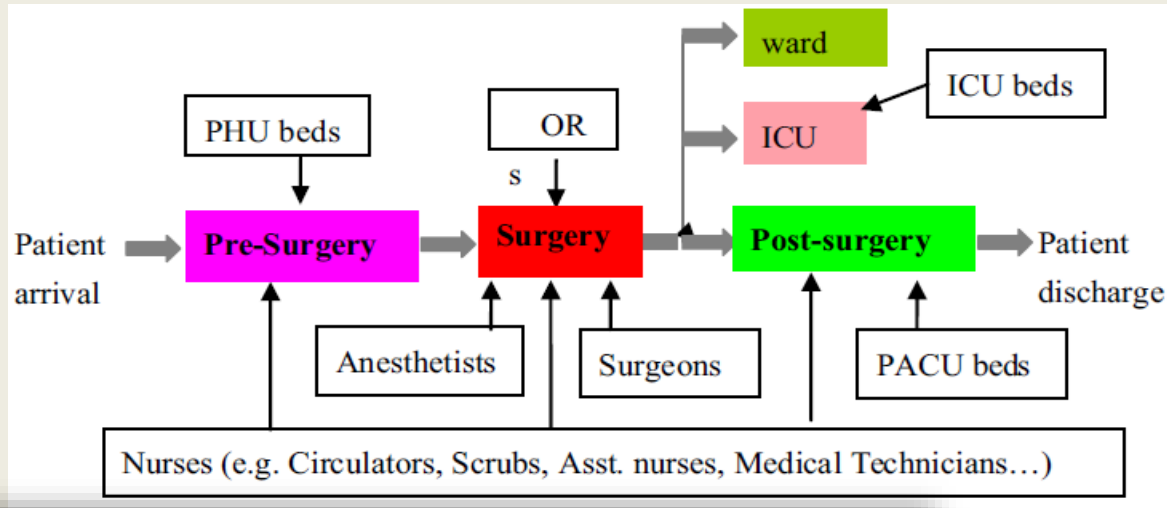 ward
ICU beds
PHU beds
OR
s
ICU
Patient
arrival
Pre-Surgery
Surgery
Post-surgery
Patient
discharge
Anesthetists
Surgeons
PACU beds
Nurses (e.g. Circulators, Scrubs, Asst. nurses, Medical Technicians…)